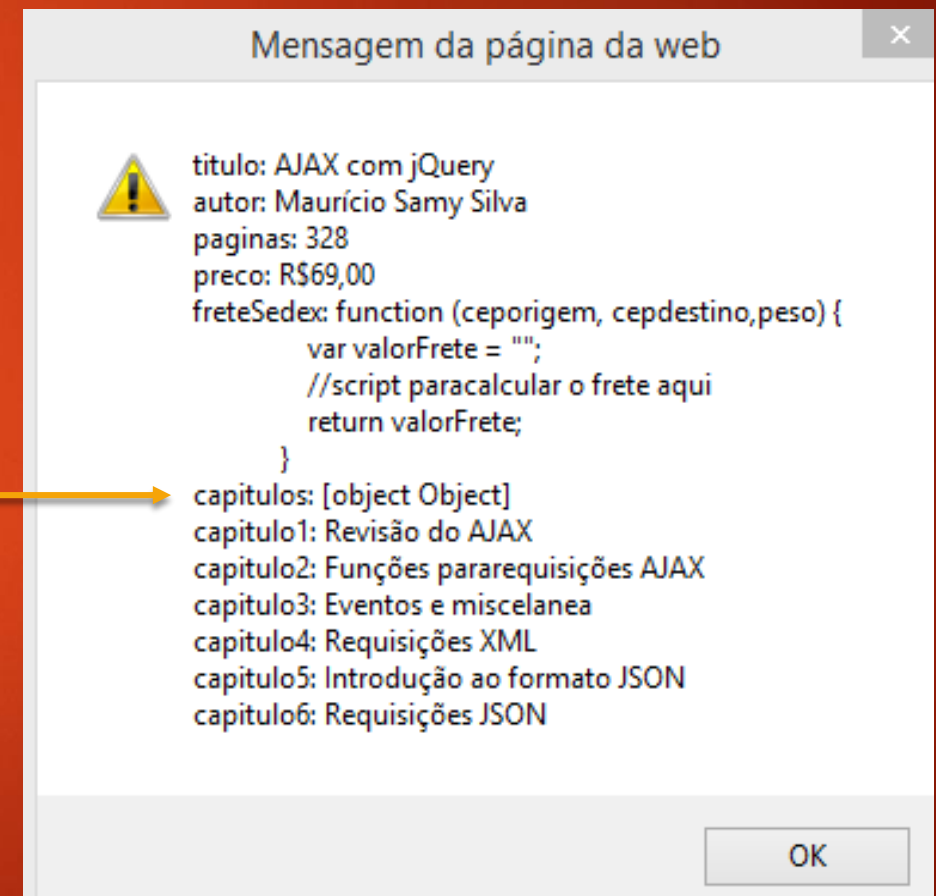 Mensagem da página da web
×
titulo: AJAX com jQuery
autor: Maurício Samy Silva
paginas: 328
preco: R$69,00
freteSedex: function (ceporigem, cepdestino,peso) {
var valorFrete = "";
//script paracalcular o frete aqui
return valorFrete;
}
capitulos: [object Object]
capitulo1: Revisão do AJAX
capitulo2: Funções pararequisições AJAX
capitulo3: Eventos e miscelanea
capitulo4: Requisições XML
capitulo5: Introdução ao formato JSON
capitulo6: Requisições JSON
OK